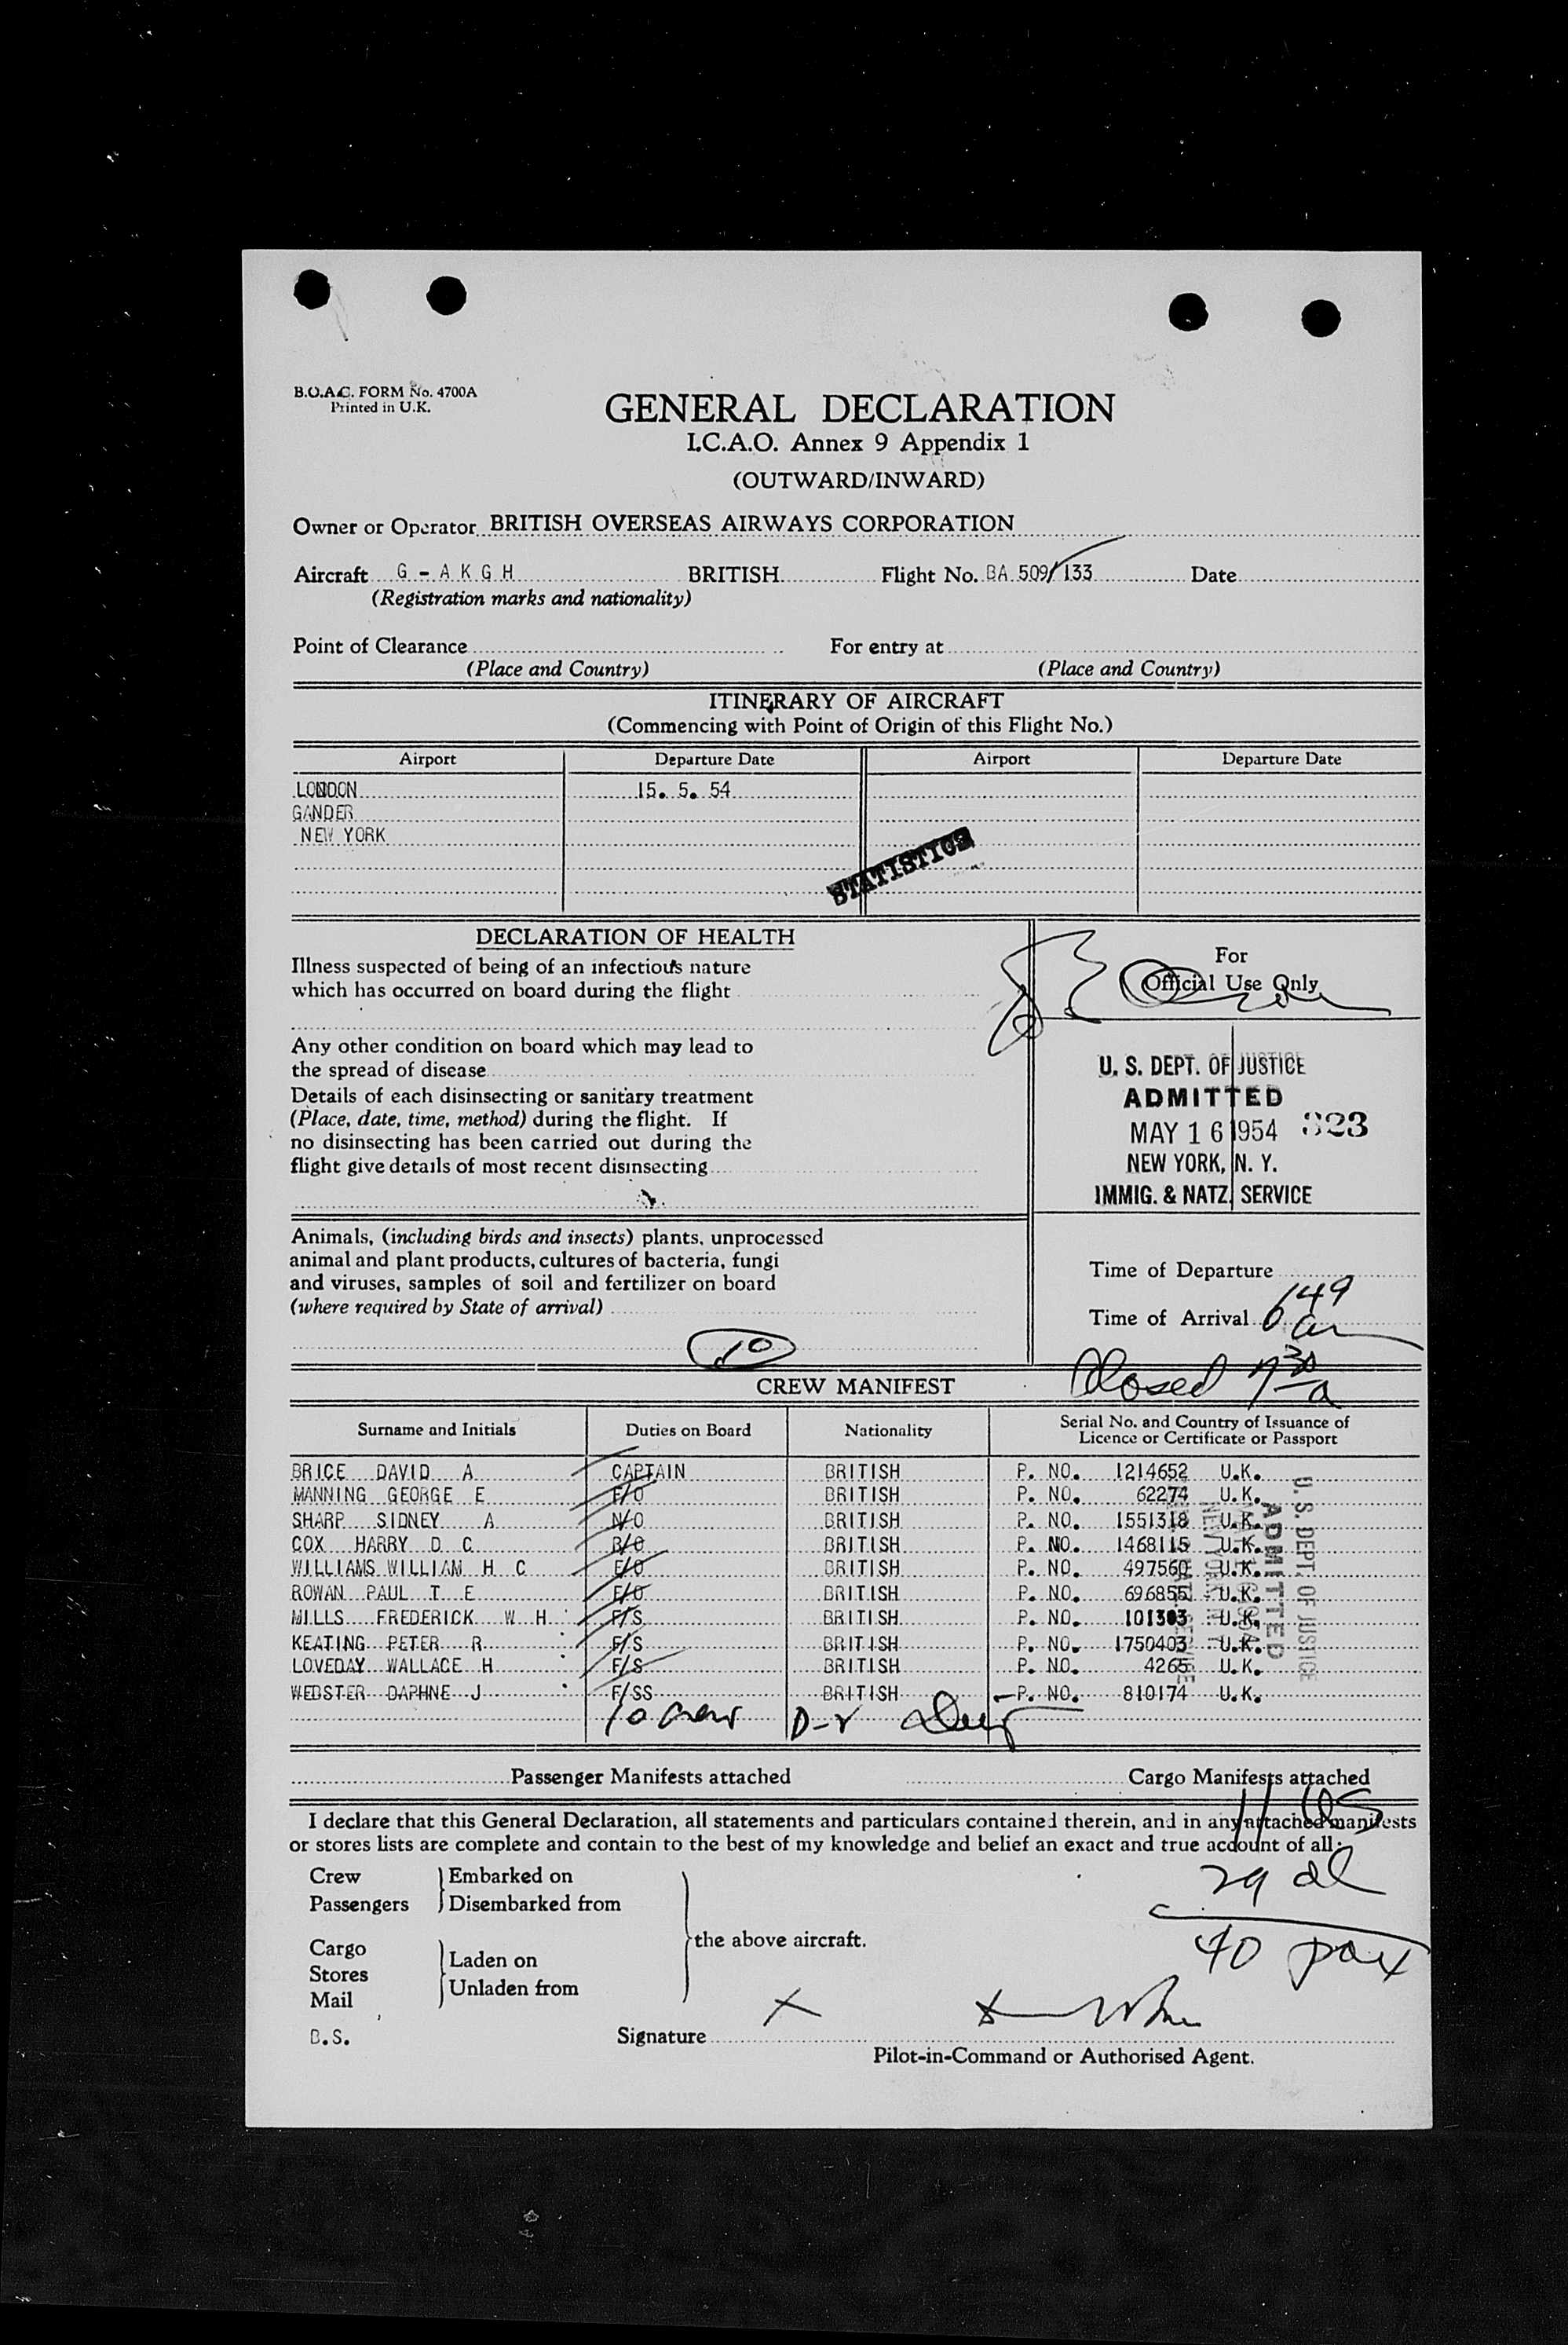 B.O.A.C. FORM No. 4700A
Printed in U.K.
GENERAL DECLARATION
I.C.A.O. Annex 9 Appendix 1
(OUTWARD/INWARD)
Owner or Operator BRITISH OVERSEAS AIRWAYS CORPORATION
Aircraft G - A K G H BRITISH Flight No. BA 509/133 Date
(Registration marks and nationality)
Point of Clearance For entry at
(Place and Country) (Place and Country)
ITINERARY OF AIRCRAFT
(Commencing with Point of Origin of this Flight No.)
Airport Departure Date Airport Departure Date
LONDON 15. 5. 54
GANDER
NEW YORK
STATISTICS
DECLARATION OF HEALTH
Illness suspected of being of an infectious nature
which has occurred on board during the flight
Any other condition on board which may lead to
the spread of disease
Details of each disinsecting or sanitary treatment
(Place, date, time, method) during the flight. If
no disinsecting has been carried out during the
flight give details of most recent disinsecting
For
Official Use Only
U. S. DEPT. OF JUSTICE
ADMITTED
MAY 16 1954 323
NEW YORK, N. Y.
IMMIG. & NATZ. SERVICE
Animals, (including birds and insects) plants, unprocessed
animal and plant products, cultures of bacteria, fungi
and viruses, samples of soil and fertilizer on board
(where required by State of arrival)
10
Time of Departure
Time of Arrival 6 49 am
Closed 7 30 a
CREW MANIFEST
Surname and Initials Duties on Board Nationality Serial No. and Country of Issuance of
Licence or Certificate or Passport
BRICE DAVID A CAPTAIN BRITISH P. NO. 1214652 U.K.
MANNING GEORGE E F/O BRITISH P. NO. 62274 U.K.
SHARP SIDNEY A N/O BRITISH P. NO. 1551318 U.K.
COX HARRY D C R/O BRITISH P. NO. 1468115 U.K.
WILLIAMS WILLIAM H C E/O BRITISH P. NO. 497560 U.K.
ROWAN PAUL T E E/O BRITISH P. NO. 696855 U.K.
MILLS FREDERICK W H F/S BRITISH P. NO. 101303 U.K.
KEATING PETER R F/S BRITISH P. NO. 1750403 U.K.
LOVEDAY WALLACE H F/S BRITISH P. NO. 4265 U.K.
WEBSTER DAPHNE J F/SS BRITISH P. NO. 810174 U.K.
U. S. DEPT. OF JUSTICE
ADMITTED
NEW YORK, N. Y.
10 crew
Passenger Manifests attached Cargo Manifests attached
11 US
I declare that this General Declaration, all statements and particulars contained therein, and in any attached manifests
or stores lists are complete and contain to the best of my knowledge and belief an exact and true account of all:
29 al
40 pax
Crew Embarked on
Passengers Disembarked from
the above aircraft.
Cargo Laden on
Stores
Mail Unladen from
B.S. Signature
Pilot-in-Command or Authorised Agent.